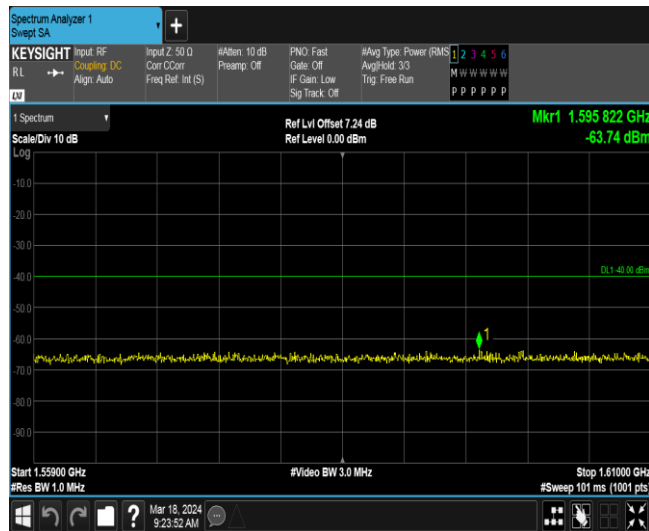 Spectrum Analyzer 1
Swept SA
+
KEYSIGHT
RL
LXI
Input: RF
Coupling: DC
Align: Auto
Input Z: 50 Ω
Corr CCorr
Freq Ref: Int (S)
#Atten: 10 dB
Preamp: Off
PNO: Fast
Gate: Off
IF Gain: Low
Sig Track: Off
#Avg Type: Power (RMS
Avg|Hold: 3/3
Trig: Free Run
1 2 3 4 5 6
M W W W W W
P P P P P P
1 Spectrum
Scale/Div 10 dB
Log
Ref Lvl Offset 7.24 dB
Ref Level 0.00 dBm
Mkr1 1.595 822 GHz
-63.74 dBm
-10.0
-20.0
-30.0
-40.0
DL1 -40.00 dBm
-50.0
-60.0
1
-70.0
-80.0
-90.0
Start 1.55900 GHz
#Res BW 1.0 MHz
#Video BW 3.0 MHz
Stop 1.61000 GHz
#Sweep 101 ms (1001 pts)
?
Mar 18, 2024
9:23:52 AM